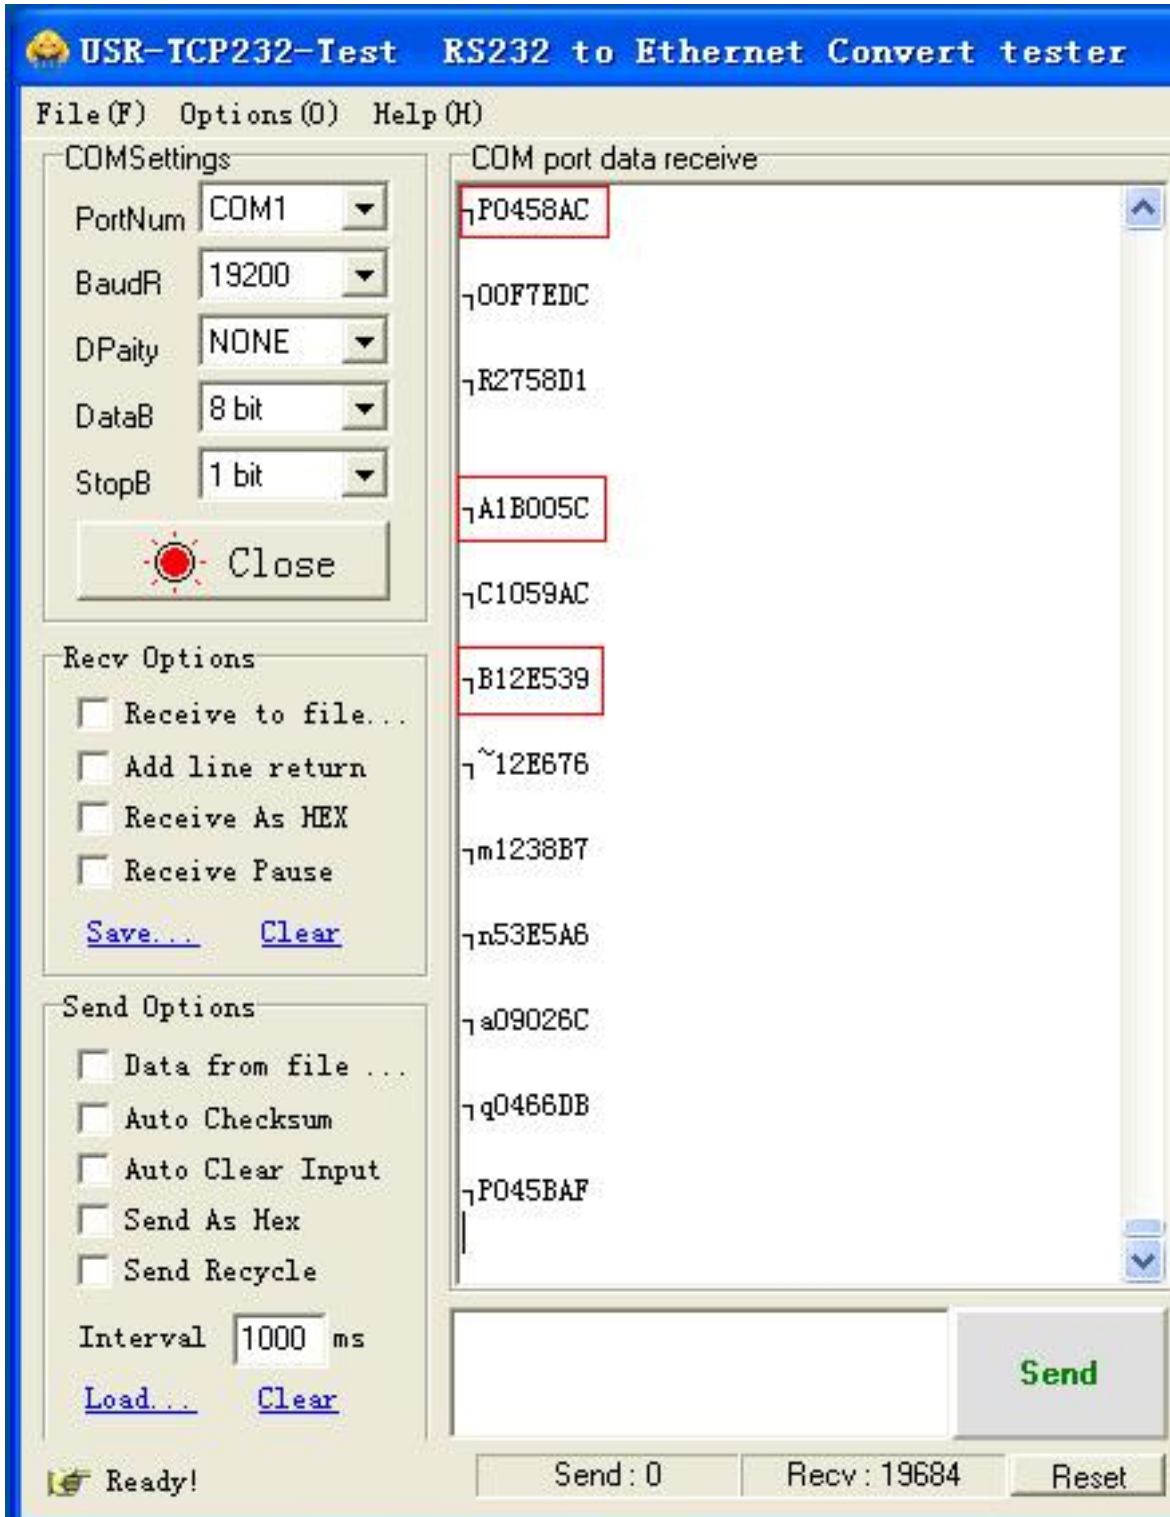 USR-TCP232-Test RS232 to Ethernet Convert tester
File(F) Options(O) Help(H)
COMSettings
PortNum COM1
BaudR 19200
DPaity NONE
DataB 8 bit
StopB 1 bit
Close
Recv Options
Receive to file...
Add line return
Receive As HEX
Receive Pause
Save... Clear
Send Options
Data from file ...
Auto Checksum
Auto Clear Input
Send As Hex
Send Recycle
Interval 1000 ms
Load... Clear
COM port data receive
┐P0458AC
┐00F7EDC
┐R2758D1
┐A1B005C
┐C1059AC
┐B12E539
┐~12E676
┐m1238B7
┐n53E5A6
┐a09026C
┐q0466DB
┐P045BAF
Send
Ready!
Send : 0 Recv : 19684 Reset